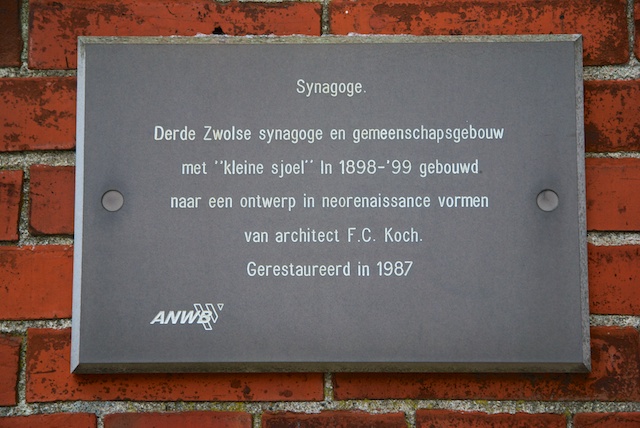 Synagoge.
Derde Zwolse synagoge en gemeenschapsgebouw
met "kleine sjoel" In 1898-'99 gebouwd
naar een ontwerp in neorenaissance vormen
van architect F.C. Koch.
Gerestaureerd in 1987
ANWB